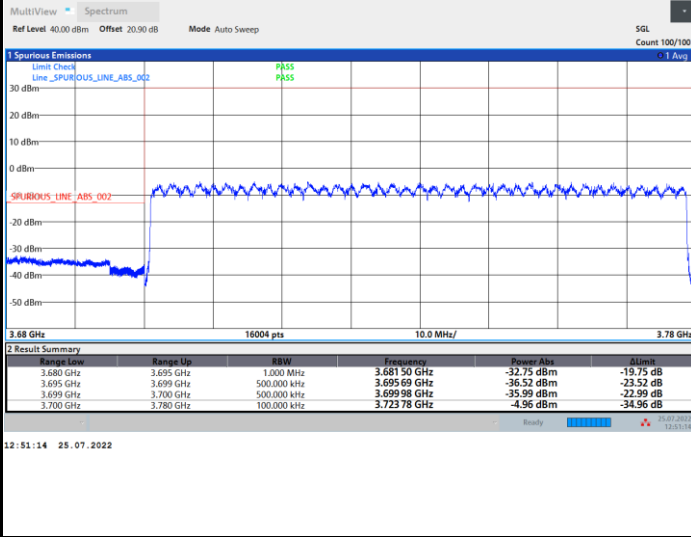 MultiView Spectrum
Ref Level 40.00 dBm Offset 20.90 dB Mode Auto Sweep SGL
Count 100/100
1 Spurious Emissions 1 Avg
Limit Check PASS
Line _SPURIOUS_LINE_ABS_002 PASS
30 dBm
20 dBm
10 dBm
0 dBm
_SPURIOUS_LINE_ABS_002
-20 dBm
-30 dBm
-40 dBm
-50 dBm
3.68 GHz 16004 pts 10.0 MHz/ 3.78 GHz
2 Result Summary
Range Low Range Up RBW Frequency Power Abs ΔLimit
3.680 GHz 3.695 GHz 1.000 MHz 3.681 50 GHz -32.75 dBm -19.75 dB
3.695 GHz 3.699 GHz 500.000 kHz 3.695 69 GHz -36.52 dBm -23.52 dB
3.699 GHz 3.700 GHz 500.000 kHz 3.699 98 GHz -35.99 dBm -22.99 dB
3.700 GHz 3.780 GHz 100.000 kHz 3.723 78 GHz -4.96 dBm -34.96 dB
Ready 25.07.2022
12:51:14
12:51:14 25.07.2022